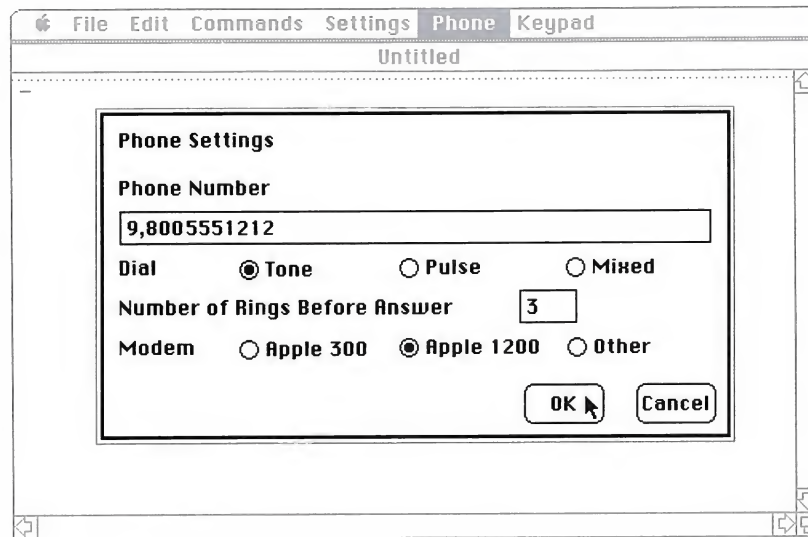 File Edit Commands Settings Phone Keypad
Untitled
Phone Settings
Phone Number
9,8005551212
Dial Tone Pulse Mixed
Number of Rings Before Answer 3
Modem Apple 300 Apple 1200 Other
OK Cancel